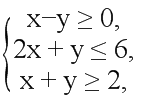 x−y ≥ 0,
2x + y ≤ 6,
x + y ≥ 2,